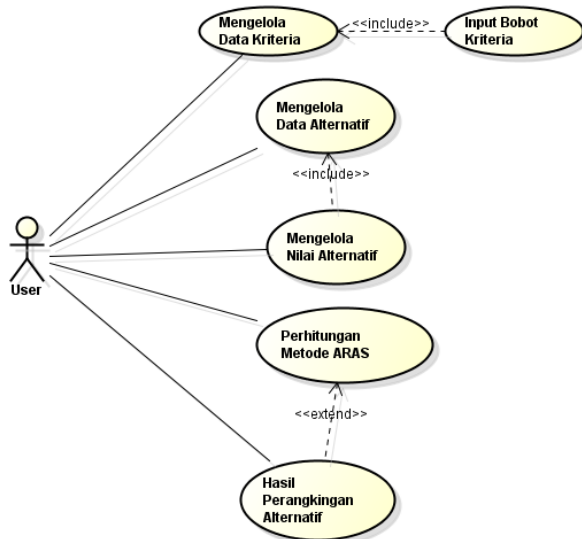 Mengelola
Data Kriteria
<<include>>
Input Bobot
Kriteria
Mengelola
Data Alternatif
<<include>>
Mengelola
Nilai Alternatif
User
Perhitungan
Metode ARAS
<<extend>>
Hasil
Perangkingan
Alternatif